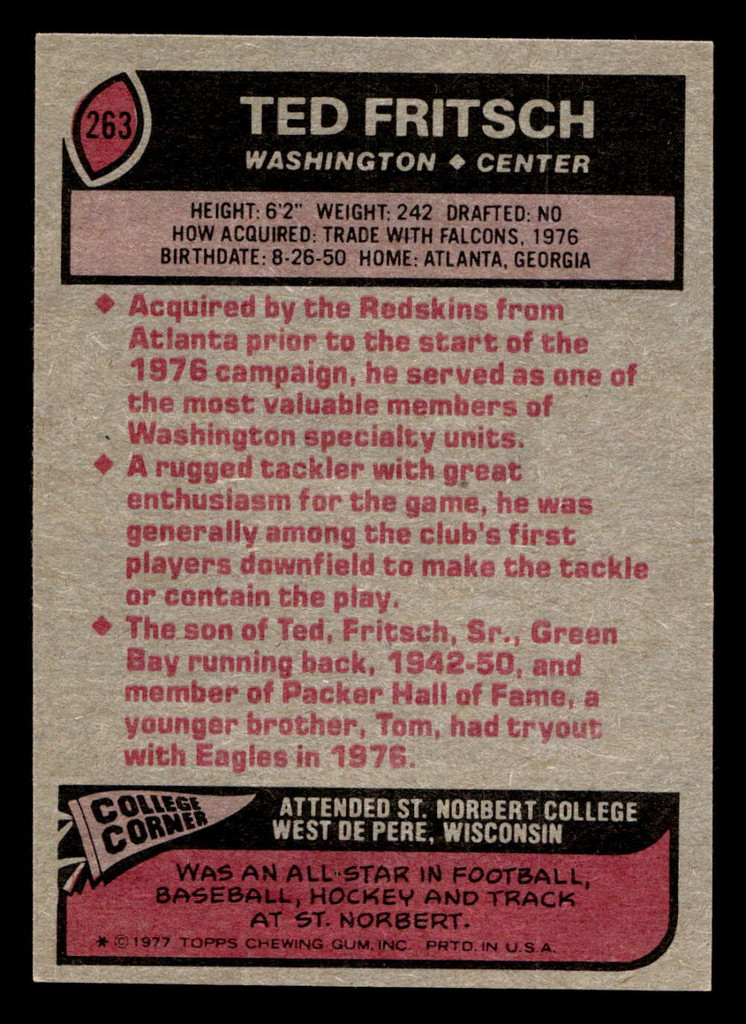 263
TED FRITSCH
WASHINGTON ◆ CENTER
HEIGHT: 6'2" WEIGHT: 242 DRAFTED: NO
HOW ACQUIRED: TRADE WITH FALCONS, 1976
BIRTHDATE: 8-26-50 HOME: ATLANTA, GEORGIA
◆ Acquired by the Redskins from
Atlanta prior to the start of the
1976 campaign, he served as one of
the most valuable members of
Washington specialty units.
◆ A rugged tackler with great
enthusiasm for the game, he was
generally among the club's first
players downfield to make the tackle
or contain the play.
◆ The son of Ted, Fritsch, Sr., Green
Bay running back, 1942-50, and
member of Packer Hall of Fame, a
younger brother, Tom, had tryout
with Eagles in 1976.
COLLEGE
CORNER
ATTENDED ST. NORBERT COLLEGE
WEST DE PERE, WISCONSIN
WAS AN ALL-STAR IN FOOTBALL,
BASEBALL, HOCKEY AND TRACK
AT ST. NORBERT.
* © 1977 TOPPS CHEWING GUM, INC. PRTD. IN U.S.A.